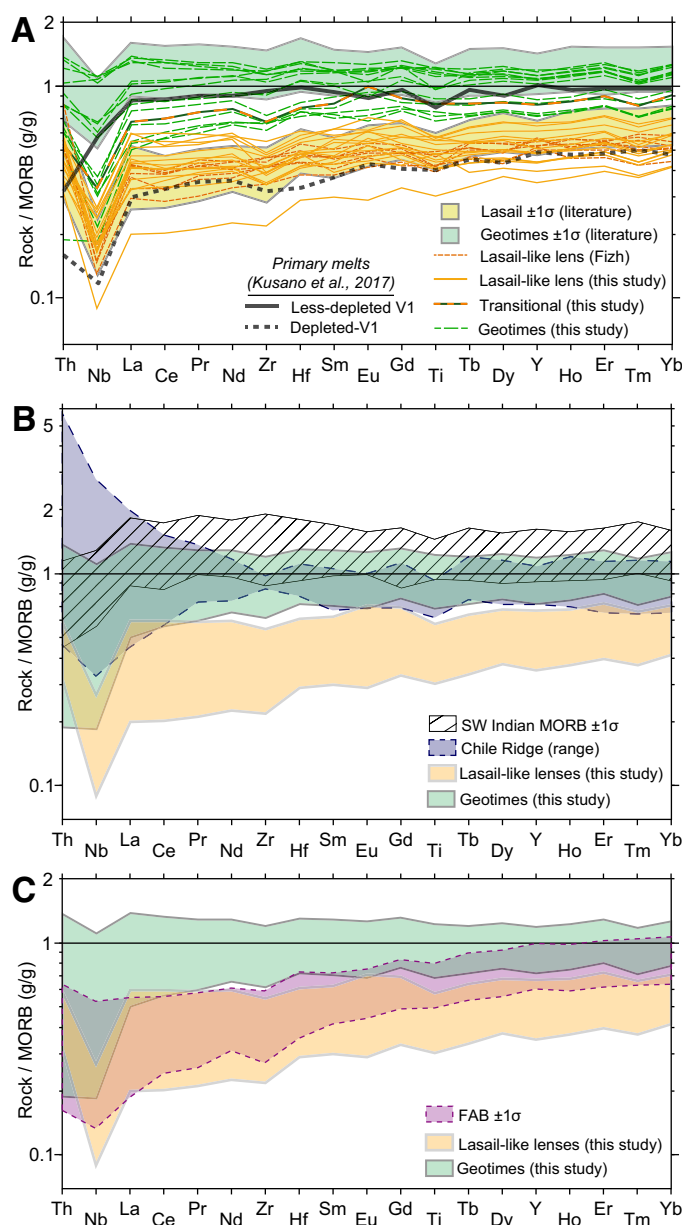 A
Rock / MORB (g/g)
2
1
0.1
Primary melts
(Kusano et al., 2017)
Less-depleted V1
Depleted-V1
Lasail ±1σ (literature)
Geotimes ±1σ (literature)
Lasail-like lens (Fizh)
Lasail-like lens (this study)
Transitional (this study)
Geotimes (this study)
Th Nb La Ce Pr Nd Zr Hf Sm Eu Gd Ti Tb Dy Y Ho Er Tm Yb
B
Rock / MORB (g/g)
5
2
1
0.1
SW Indian MORB ±1σ
Chile Ridge (range)
Lasail-like lenses (this study)
Geotimes (this study)
Th Nb La Ce Pr Nd Zr Hf Sm Eu Gd Ti Tb Dy Y Ho Er Tm Yb
C
Rock / MORB (g/g)
2
1
0.1
FAB ±1σ
Lasail-like lenses (this study)
Geotimes (this study)
Th Nb La Ce Pr Nd Zr Hf Sm Eu Gd Ti Tb Dy Y Ho Er Tm Yb